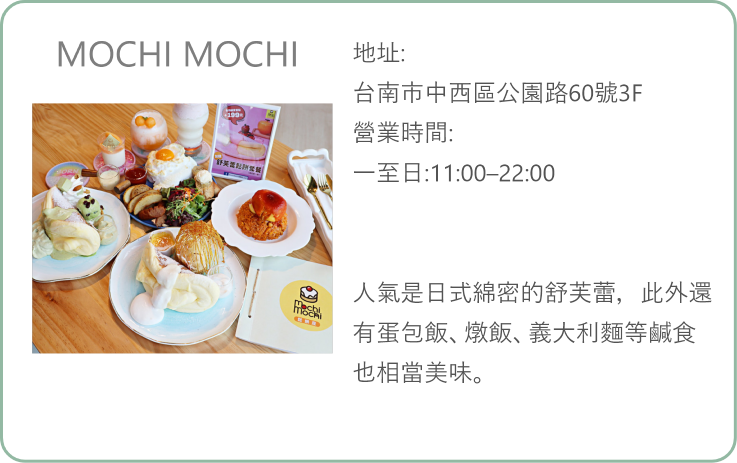 MOCHI MOCHI
地址:
台南市中西區公園路60號3F
營業時間:
一至日:11:00–22:00
人氣是日式綿密的舒芙蕾，此外還
有蛋包飯、燉飯、義大利麵等鹹食
也相當美味。
Mochi
Mochi